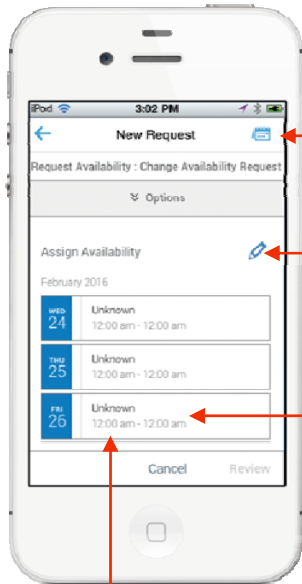 iPod 3:02 PM
New Request
Request Availability : Change Availability Request
Options
Assign Availability
February 2016
WED
24
Unknown
12:00 am - 12:00 am
THU
25
Unknown
12:00 am - 12:00 am
FRI
26
Unknown
12:00 am - 12:00 am
Cancel Review